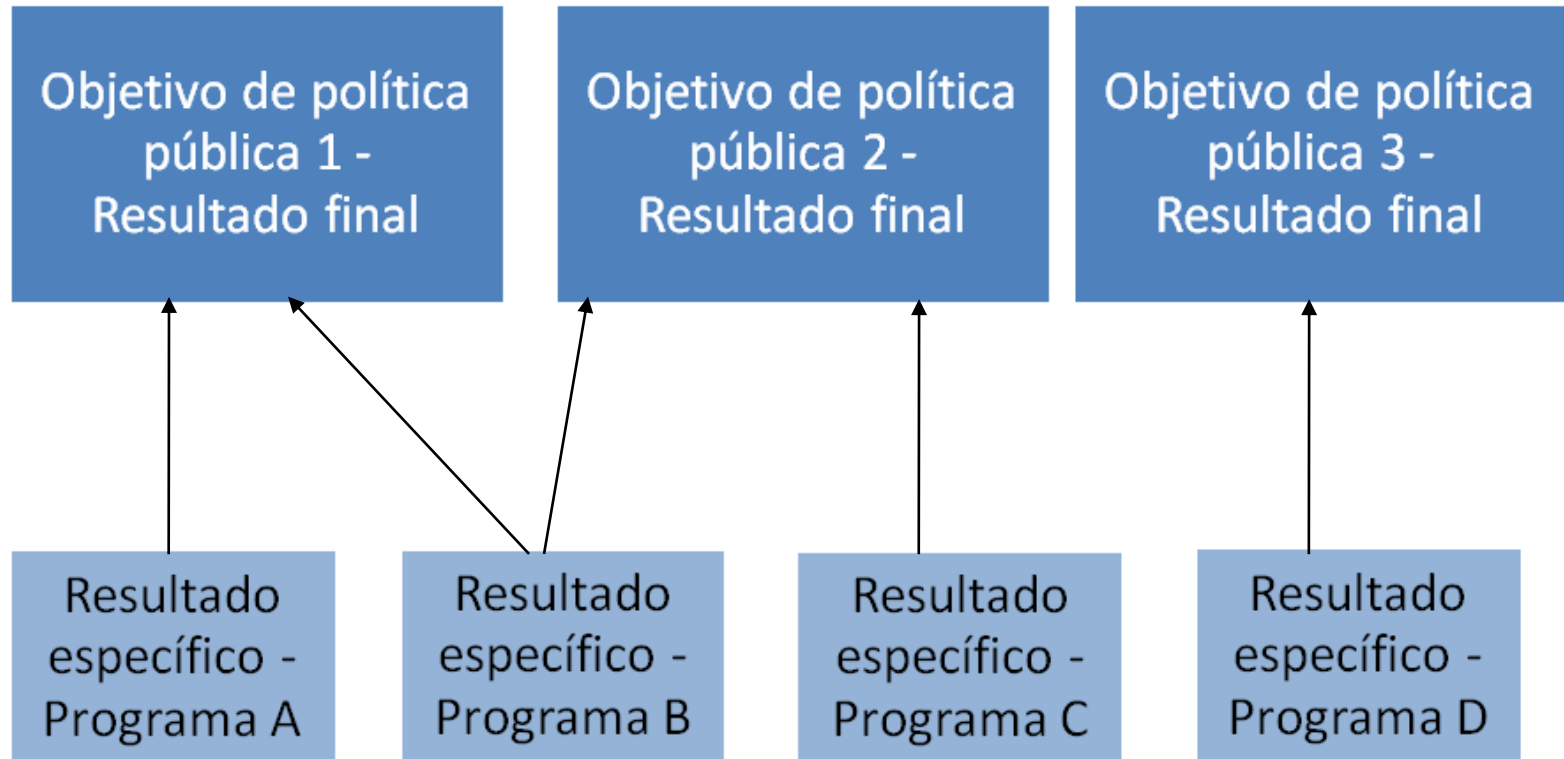 Objetivo de política
pública 1 -
Resultado final
Objetivo de política
pública 2 -
Resultado final
Objetivo de política
pública 3 -
Resultado final
Resultado
específico -
Programa A
Resultado
específico -
Programa B
Resultado
específico -
Programa C
Resultado
específico -
Programa D